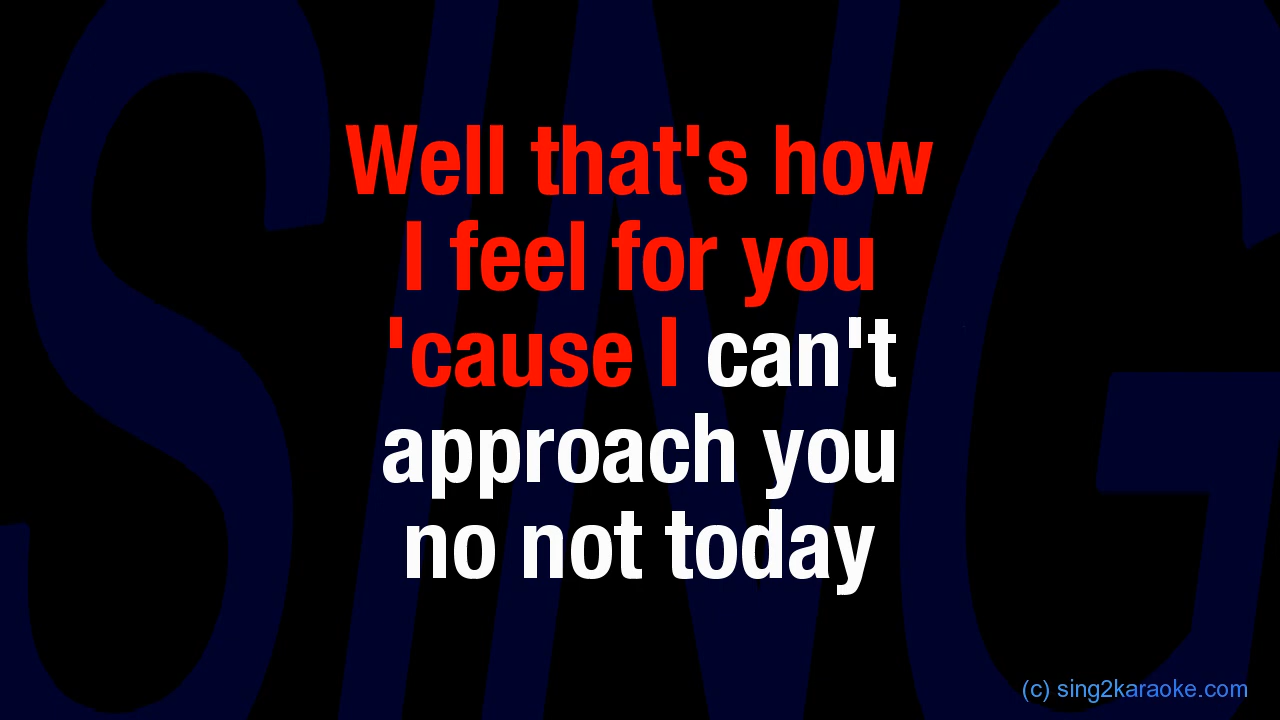 SING
Well that's how
I feel for you
'cause I can't
approach you
no not today
(c) sing2karaoke.com